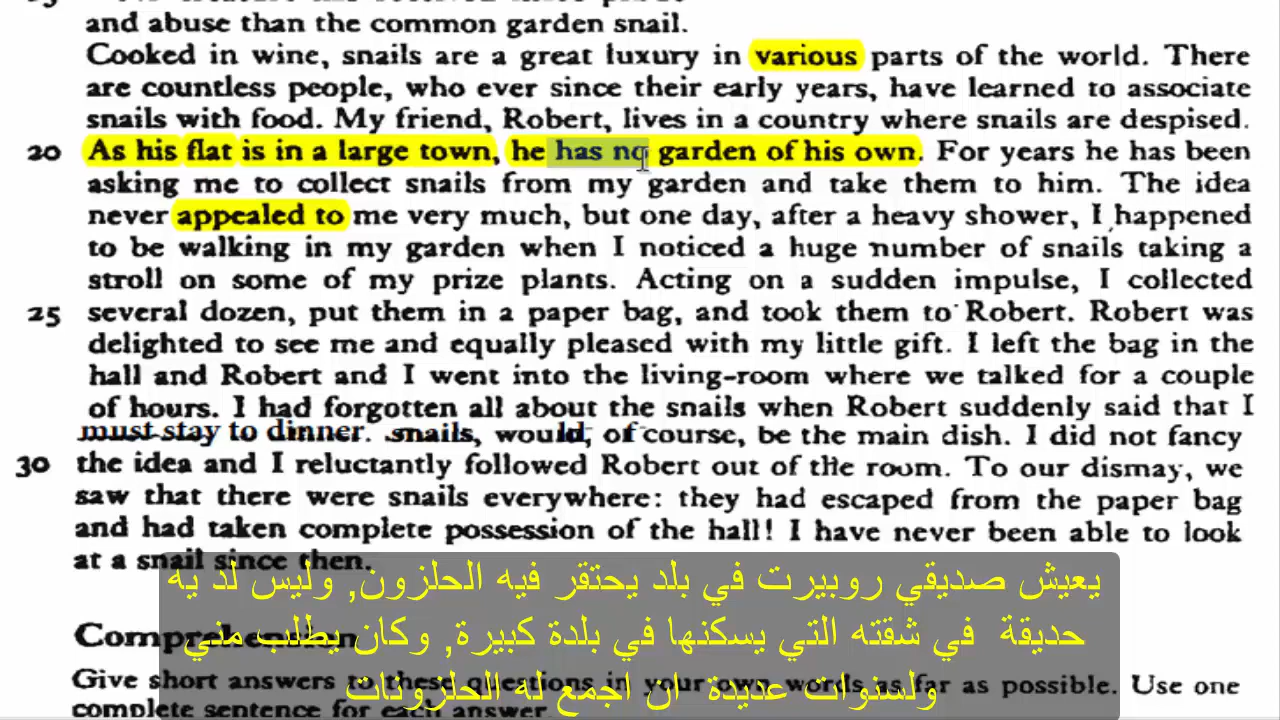 and abuse than the common garden snail.
Cooked in wine, snails are a great luxury in various parts of the world. There
are countless people, who ever since their early years, have learned to associate
snails with food. My friend, Robert, lives in a country where snails are despised.
20 As his flat is in a large town, he has no garden of his own. For years he has been
asking me to collect snails from my garden and take them to him. The idea
never appealed to me very much, but one day, after a heavy shower, I happened
to be walking in my garden when I noticed a huge number of snails taking a
stroll on some of my prize plants. Acting on a sudden impulse, I collected
25 several dozen, put them in a paper bag, and took them to Robert. Robert was
delighted to see me and equally pleased with my little gift. I left the bag in the
hall and Robert and I went into the living-room where we talked for a couple
of hours. I had forgotten all about the snails when Robert suddenly said that I
must stay to dinner. snails, would, of course, be the main dish. I did not fancy
30 the idea and I reluctantly followed Robert out of the room. To our dismay, we
saw that there were snails everywhere: they had escaped from the paper bag
and had taken complete possession of the hall! I have never been able to look
at a snail since then.
يعيش صديقي روبيرت في بلد يحتقر فيه الحلزون, وليس لد يه
حديقة في شقته التي يسكنها في بلدة كبيرة, وكان يطلب مني
ولسنوات عديدة ان اجمع له الحلزونات
Comprehension
Give short answers to these questions in your own words as far as possible. Use one
complete sentence for each answer.